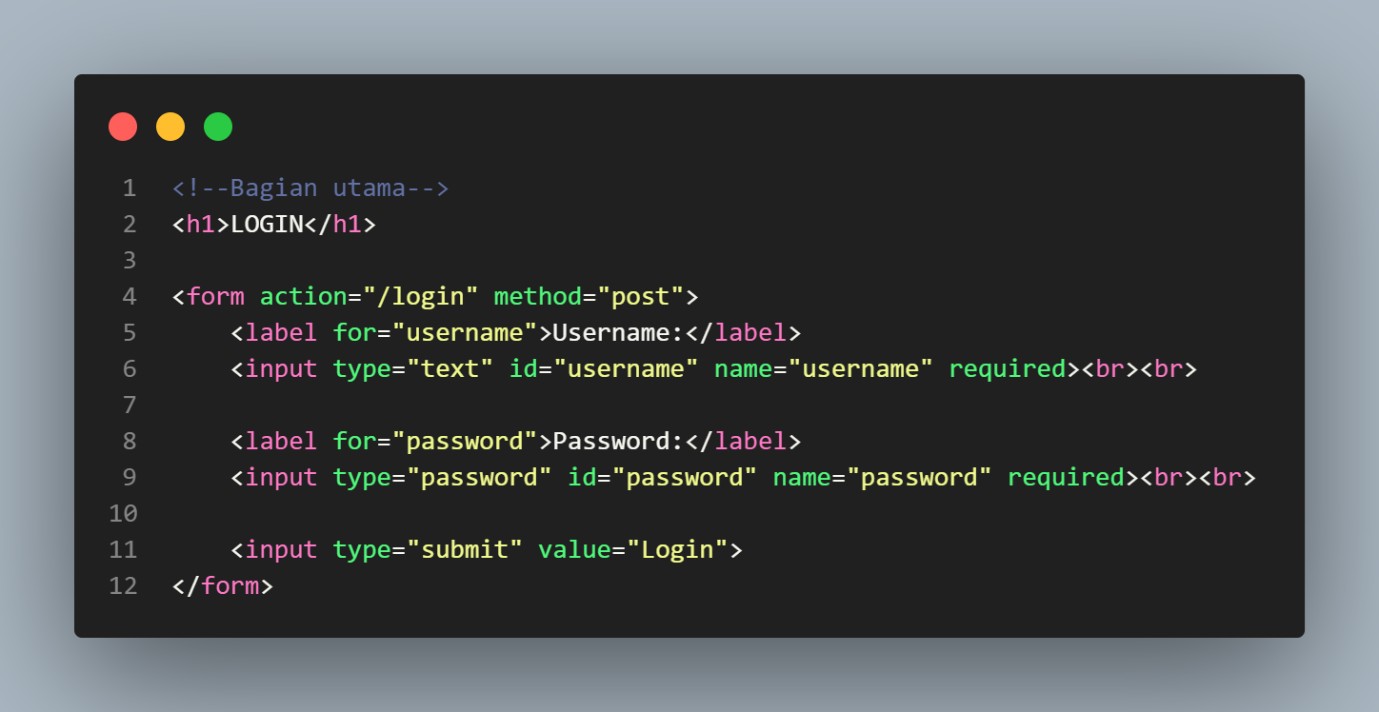 1 <!--Bagian utama-->
2 <h1>LOGIN</h1>
3
4 <form action="/login" method="post">
5     <label for="username">Username:</label>
6     <input type="text" id="username" name="username" required><br><br>
7
8     <label for="password">Password:</label>
9     <input type="password" id="password" name="password" required><br><br>
10
11     <input type="submit" value="Login">
12 </form>